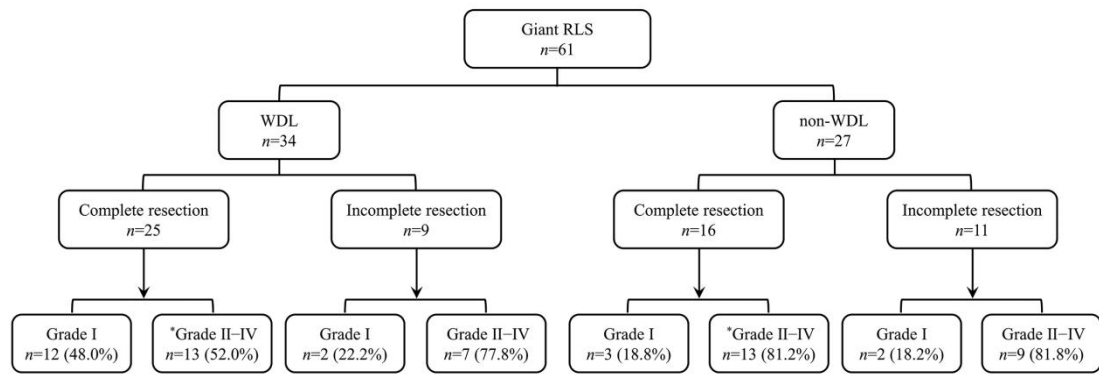 Giant RLS
n=61
WDL
n=34
non-WDL
n=27
Complete resection
n=25
Incomplete resection
n=9
Complete resection
n=16
Incomplete resection
n=11
Grade I
n=12 (48.0%)
*Grade II−IV
n=13 (52.0%)
Grade I
n=2 (22.2%)
Grade II−IV
n=7 (77.8%)
Grade I
n=3 (18.8%)
*Grade II−IV
n=13 (81.2%)
Grade I
n=2 (18.2%)
Grade II−IV
n=9 (81.8%)